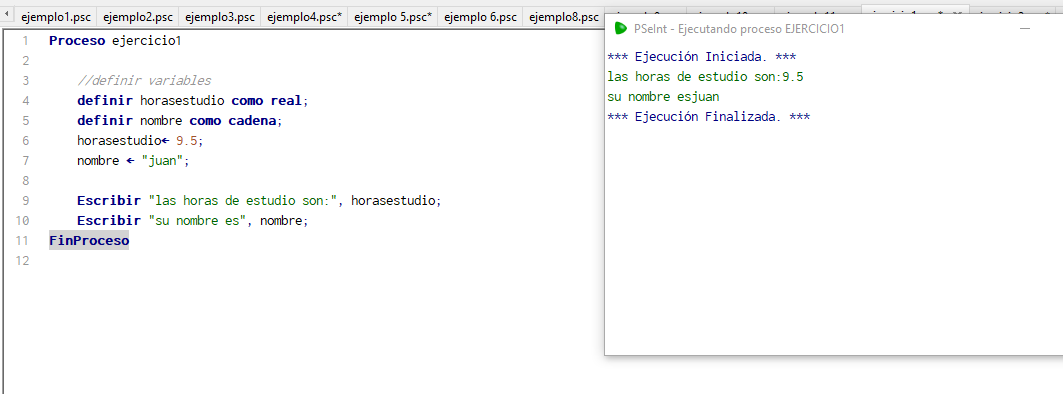 ejemplo1.psc ejemplo2.psc ejemplo3.psc ejemplo4.psc* ejemplo 5.psc* ejemplo 6.psc ejemplo8.psc
1 Proceso ejercicio1
2
3 //definir variables
4 definir horasestudio como real;
5 definir nombre como cadena;
6 horasestudio← 9.5;
7 nombre ← "juan";
8
9 Escribir "las horas de estudio son:", horasestudio;
10 Escribir "su nombre es", nombre;
11 FinProceso
12
PSeInt - Ejecutando proceso EJERCICIO1
*** Ejecución Iniciada. ***
las horas de estudio son:9.5
su nombre esjuan
*** Ejecución Finalizada. ***